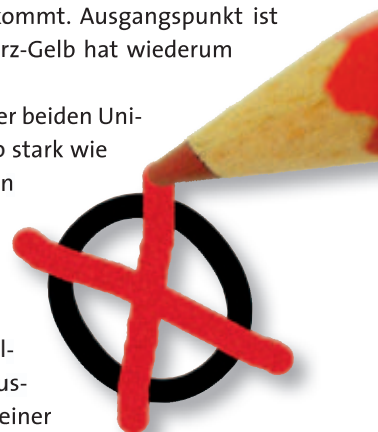 kommt. Ausgangspunkt ist
rz-Gelb hat wiederum
er beiden Uni-
stark wie
n
l-
us-
einer